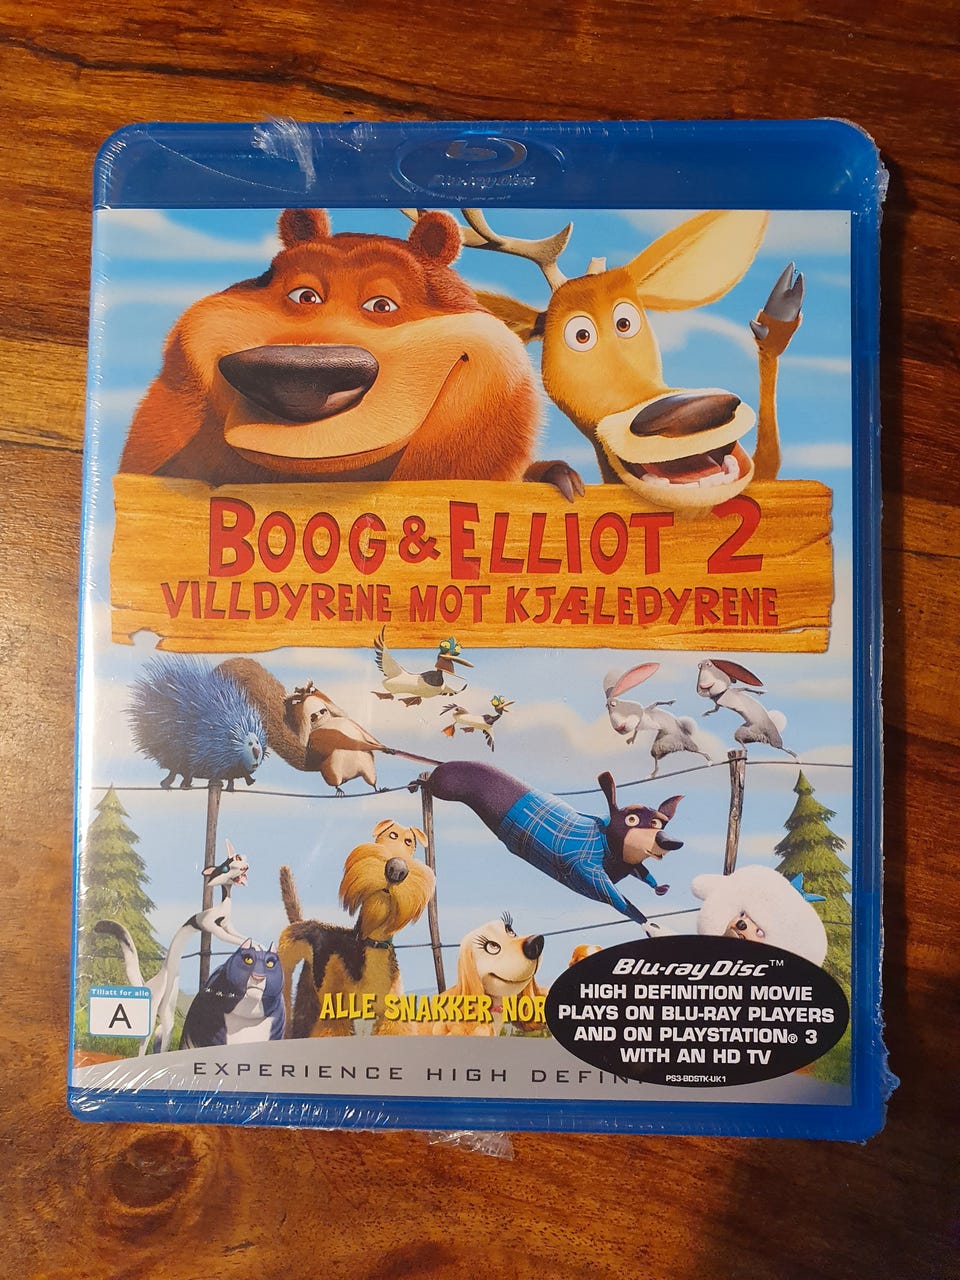 Blu-ray Disc
BOOG & ELLIOT 2
VILLDYRENE MOT KJÆLEDYRENE
Tillatt for alle
A
ALLE SNAKKER
Blu-ray Disc™
HIGH DEFINITION MOVIE
PLAYS ON BLU-RAY PLAYERS
AND ON PLAYSTATION® 3
WITH AN HD TV
PS3-BDSTK-UK1
EXPERIENCE HIGH